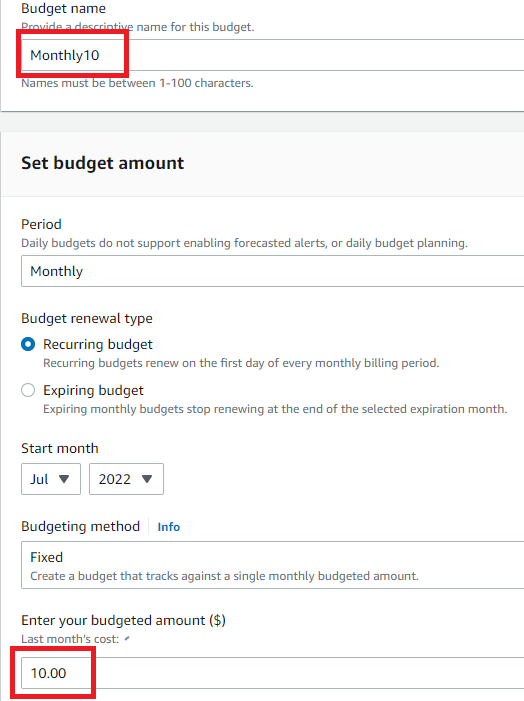 Budget name
Provide a descriptive name for this budget.
Monthly10
Names must be between 1-100 characters.
Set budget amount
Period
Daily budgets do not support enabling forecasted alerts, or daily budget planning.
Monthly
Budget renewal type
Recurring budget
Recurring budgets renew on the first day of every monthly billing period.
Expiring budget
Expiring monthly budgets stop renewing at the end of the selected expiration month.
Start month
Jul 2022
Budgeting method Info
Fixed
Create a budget that tracks against a single monthly budgeted amount.
Enter your budgeted amount ($)
Last month's cost:
10.00